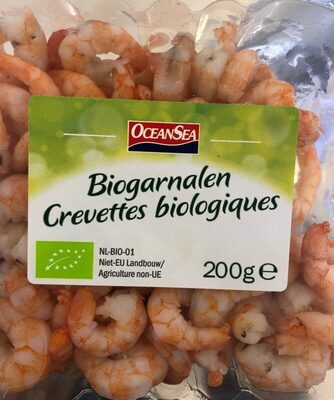 OCEANSEA
Biogarnalen
Crevettes biologiques
NL-BIO-01
Niet-EU Landbouw/
Agriculture non-UE
200g e